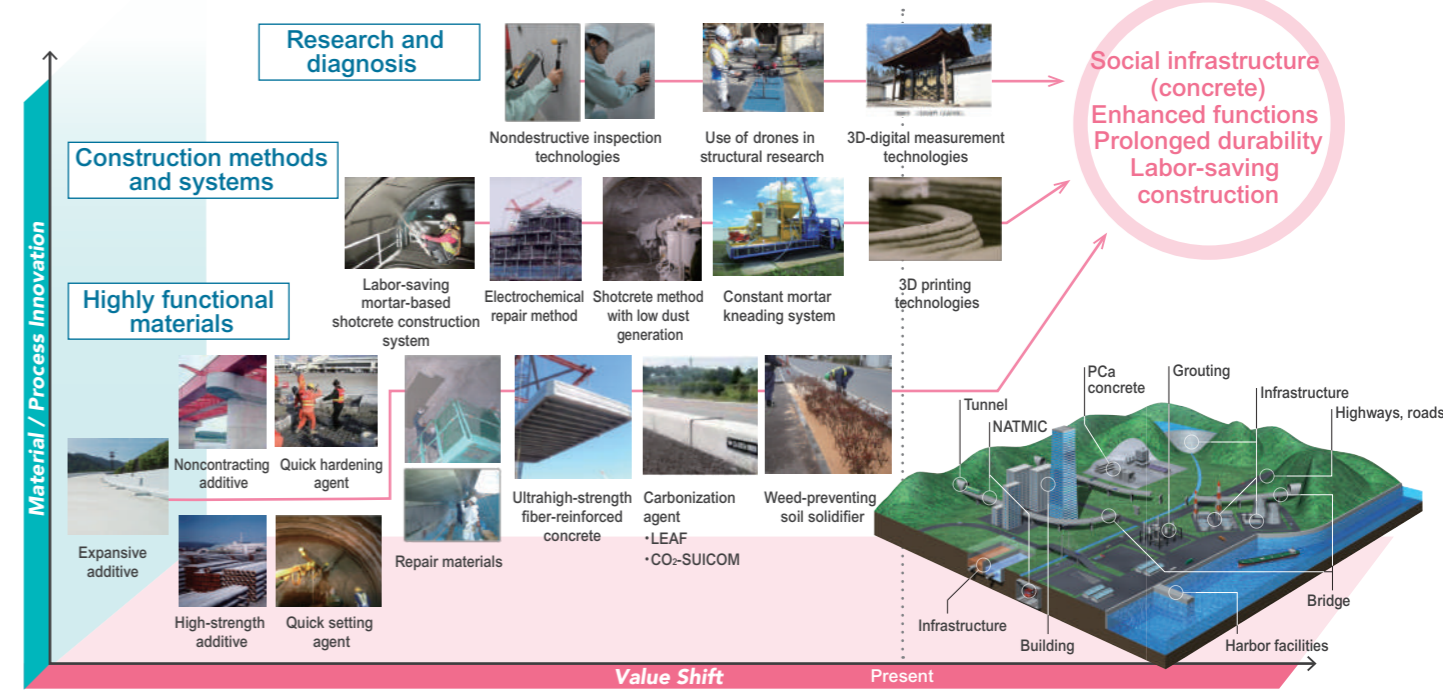 Research and
diagnosis
Nondestructive inspection
technologies
Use of drones in
structural research
3D-digital measurement
technologies
Social infrastructure
(concrete)
Enhanced functions
Prolonged durability
Labor-saving
construction
Construction methods
and systems
Labor-saving
mortar-based
shotcrete construction
system
Electrochemical
repair method
Shotcrete method
with low dust
generation
Constant mortar
kneading system
3D printing
technologies
Highly functional
materials
Expansive
additive
Noncontracting
additive
Quick hardening
agent
High-strength
additive
Quick setting
agent
Repair materials
Ultrahigh-strength
fiber-reinforced
concrete
Carbonization
agent
・LEAF
・CO₂-SUICOM
Weed-preventing
soil solidifier
Tunnel
NATMIC
PCa
concrete
Grouting
Infrastructure
Highways, roads
Infrastructure
Building
Harbor facilities
Bridge
Material / Process Innovation
Value Shift
Present